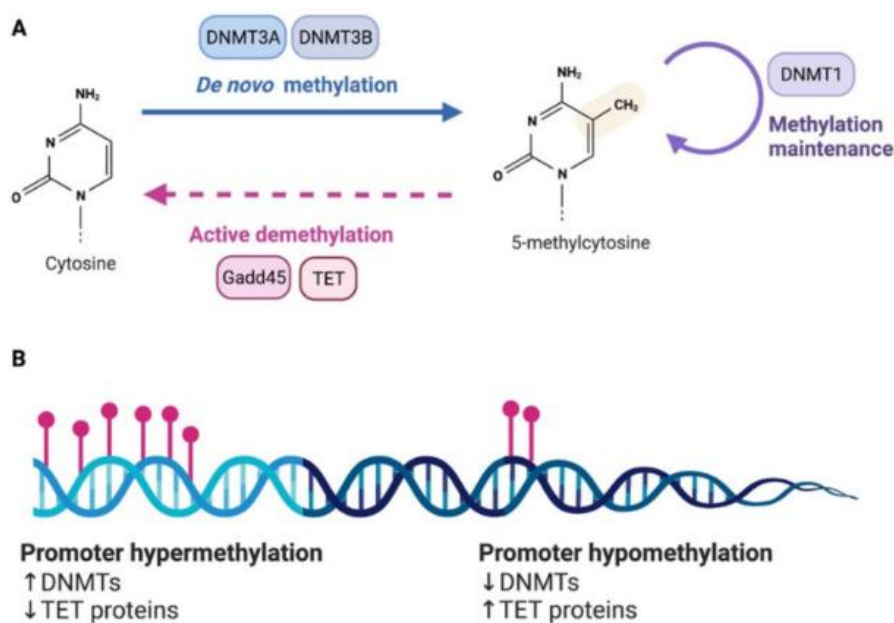 A
DNMT3A DNMT3B
De novo methylation
NH₂
N
O
N
Cytosine
Active demethylation
Gadd45 TET
NH₂
CH₃
N
O
N
5-methylcytosine
DNMT1
Methylation
maintenance
B
Promoter hypermethylation
↑DNMTs
↓TET proteins
Promoter hypomethylation
↓DNMTs
↑TET proteins